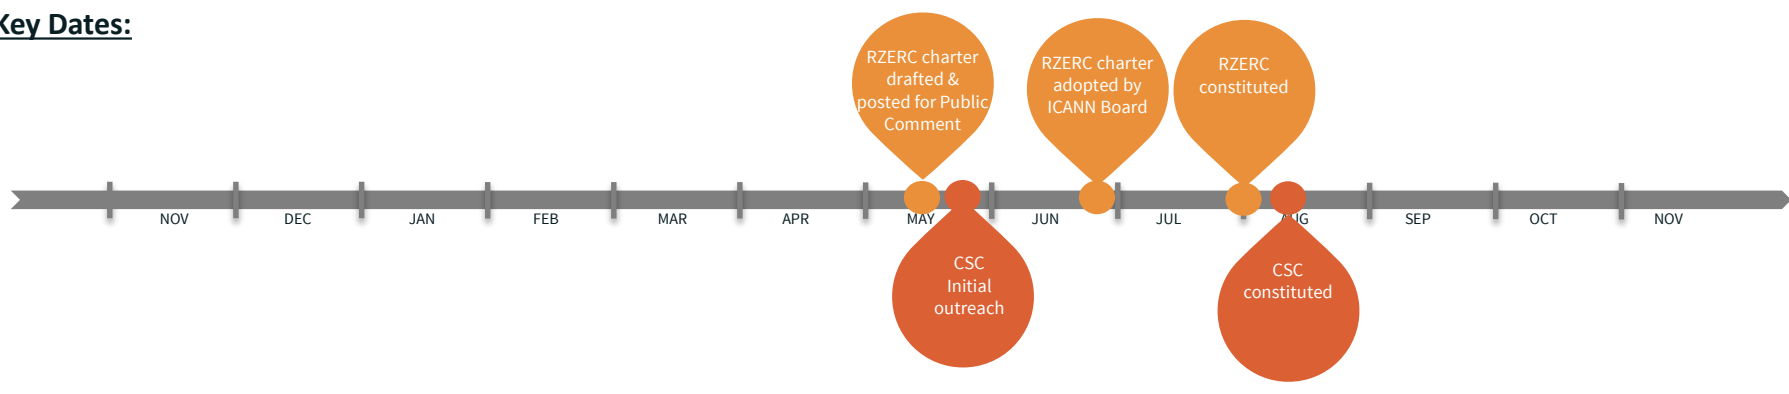 Key Dates:
RZERC charter
drafted &
posted for Public
Comment
RZERC charter
adopted by
ICANN Board
RZERC
constituted
NOV
DEC
JAN
FEB
MAR
APR
MAY
JUN
JUL
AUG
SEP
OCT
NOV
CSC
Initial
outreach
CSC
constituted